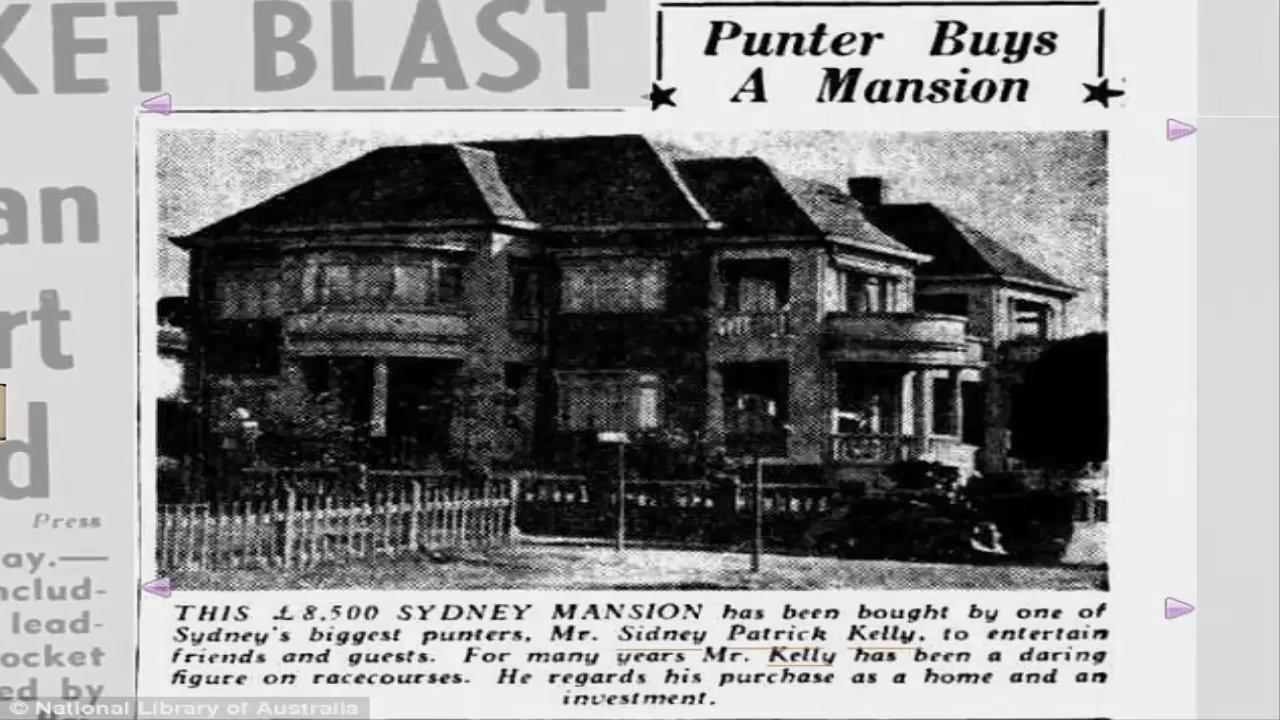 KET BLAST
Punter Buys
A Mansion
an
rt
d
Press
ay.—
nclud-
lead-
ocket
ed by
THIS £8,500 SYDNEY MANSION has been bought by one of
Sydney's biggest punters, Mr. Sidney Patrick Kelly, to entertain
friends and guests. For many years Mr. Kelly has been a daring
figure on racecourses. He regards his purchase as a home and an
investment.
© National Library of Australia